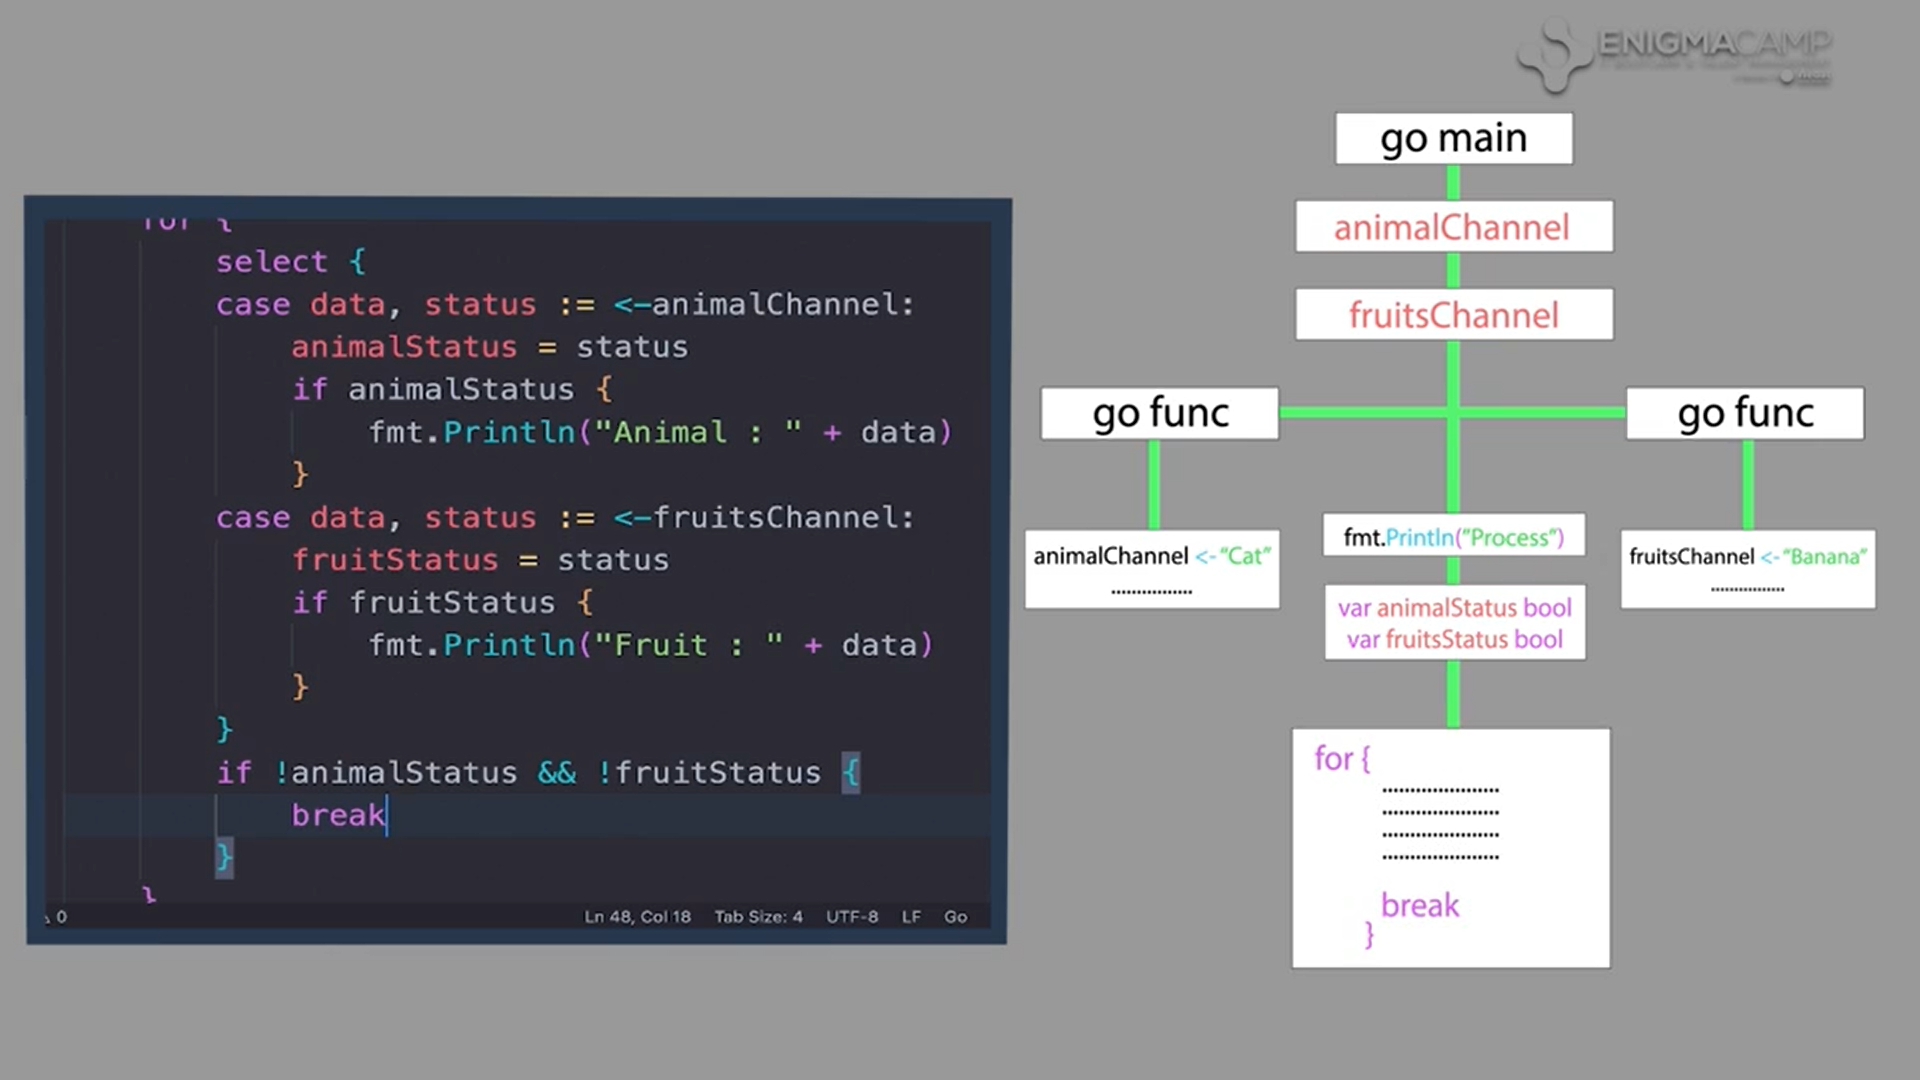 ENIGMACAMP
for {
select {
case data, status := <-animalChannel:
animalStatus = status
if animalStatus {
fmt.Println("Animal : " + data)
}
case data, status := <-fruitsChannel:
fruitStatus = status
if fruitStatus {
fmt.Println("Fruit : " + data)
}
}
if !animalStatus && !fruitStatus {
break
}
}
0
Ln 48, Col 18 Tab Size: 4 UTF-8 LF Go
go main
animalChannel
fruitsChannel
go func
go func
animalChannel <- “Cat”
................
fmt.Println(“Process”)
var animalStatus bool
var fruitsStatus bool
fruitsChannel <- “Banana”
................
for {
.....................
.....................
.....................
.....................
break
}